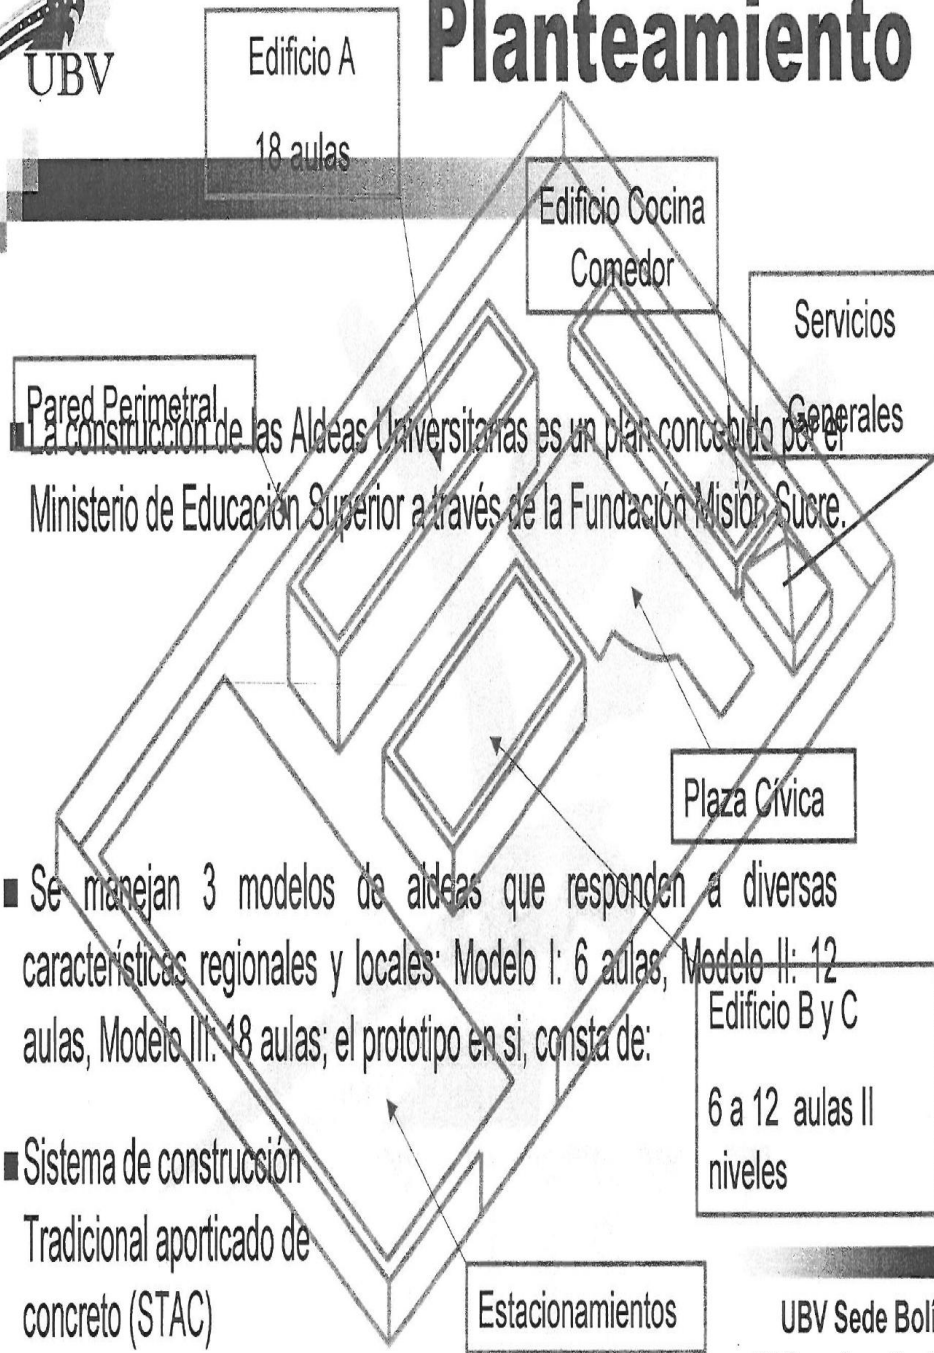 UBV
Planteamiento
Edificio A
18 aulas
Edificio Cocina
Comedor
Servicios
Generales
Pared Perimetral
La construcción de las Aldeas Universitarias es un plan concebido por el
Ministerio de Educación Superior a través de la Fundación Misión Sucre.
Plaza Cívica
Se manejan 3 modelos de aldeas que responden a diversas
características regionales y locales: Modelo I: 6 aulas, Modelo II: 12
aulas, Modelo III: 18 aulas; el prototipo en si, consta de:
Edificio B y C
6 a 12 aulas II
niveles
Sistema de construcción
Tradicional aporticado de
concreto (STAC)
Estacionamientos
UBV Sede Bolí